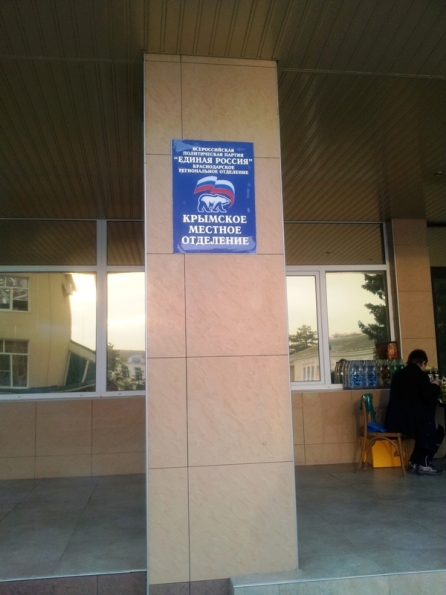 ВСЕРОССИЙСКАЯ
ПОЛИТИЧЕСКАЯ ПАРТИЯ
"ЕДИНАЯ РОССИЯ"
КРАСНОДАРСКОЕ
РЕГИОНАЛЬНОЕ ОТДЕЛЕНИЕ
КРЫМСКОЕ
МЕСТНОЕ
ОТДЕЛЕНИЕ